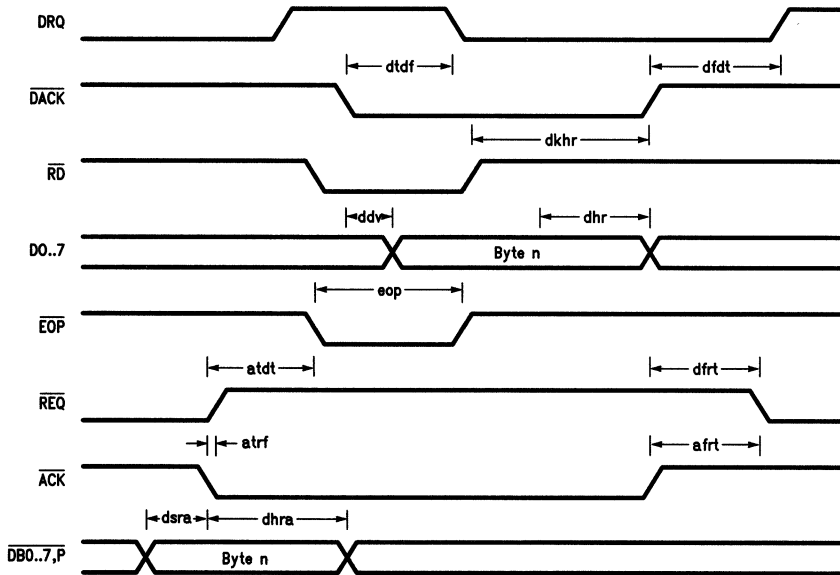 DRQ
dtdf dfdt
DACK
dkhr
RD
ddv dhr
DO..7 Byte n
eop
EOP
atdt dfrt
REQ
atrf afrt
ACK
dsra dhra
DB0..7,P Byte n